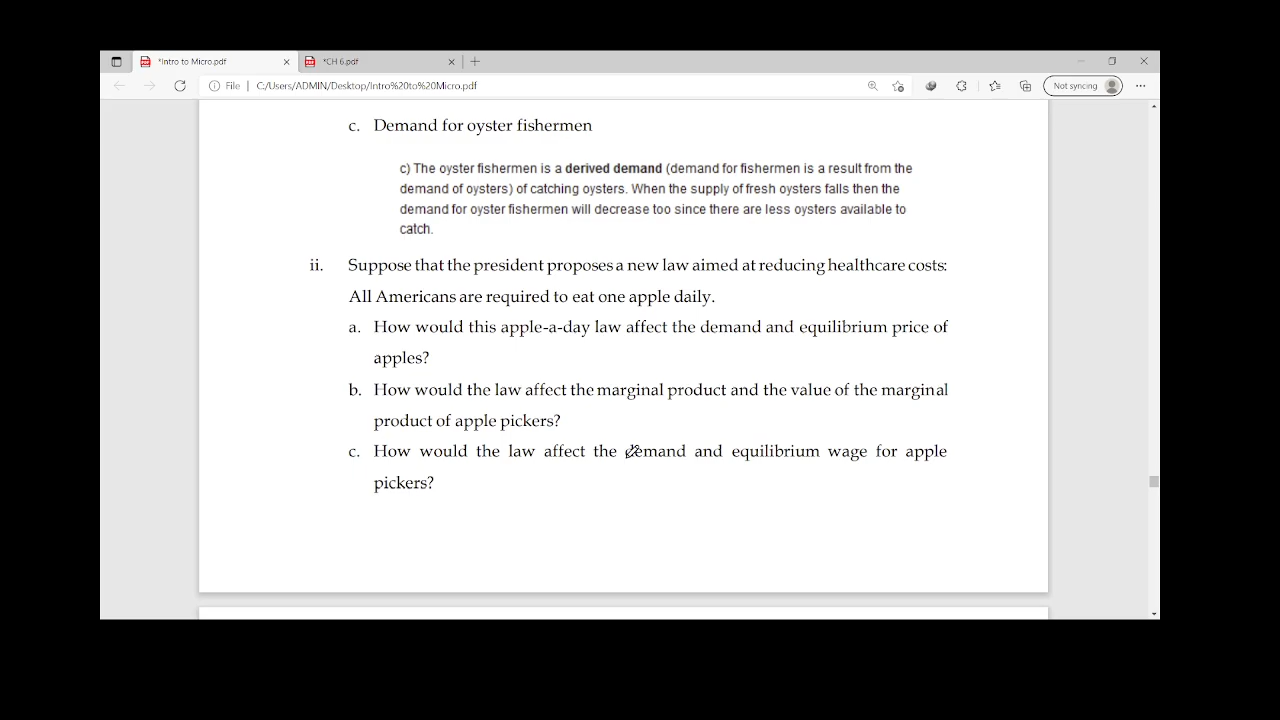 *Intro to Micro.pdf
*CH 6.pdf
File
C:/Users/ADMIN/Desktop/Intro%20to%20Micro.pdf
Not syncing
c. Demand for oyster fishermen
c) The oyster fishermen is a derived demand (demand for fishermen is a result from the
demand of oysters) of catching oysters. When the supply of fresh oysters falls then the
demand for oyster fishermen will decrease too since there are less oysters available to
catch.
ii. Suppose that the president proposes a new law aimed at reducing healthcare costs:
All Americans are required to eat one apple daily.
a. How would this apple-a-day law affect the demand and equilibrium price of
apples?
b. How would the law affect the marginal product and the value of the marginal
product of apple pickers?
c. How would the law affect the demand and equilibrium wage for apple
pickers?